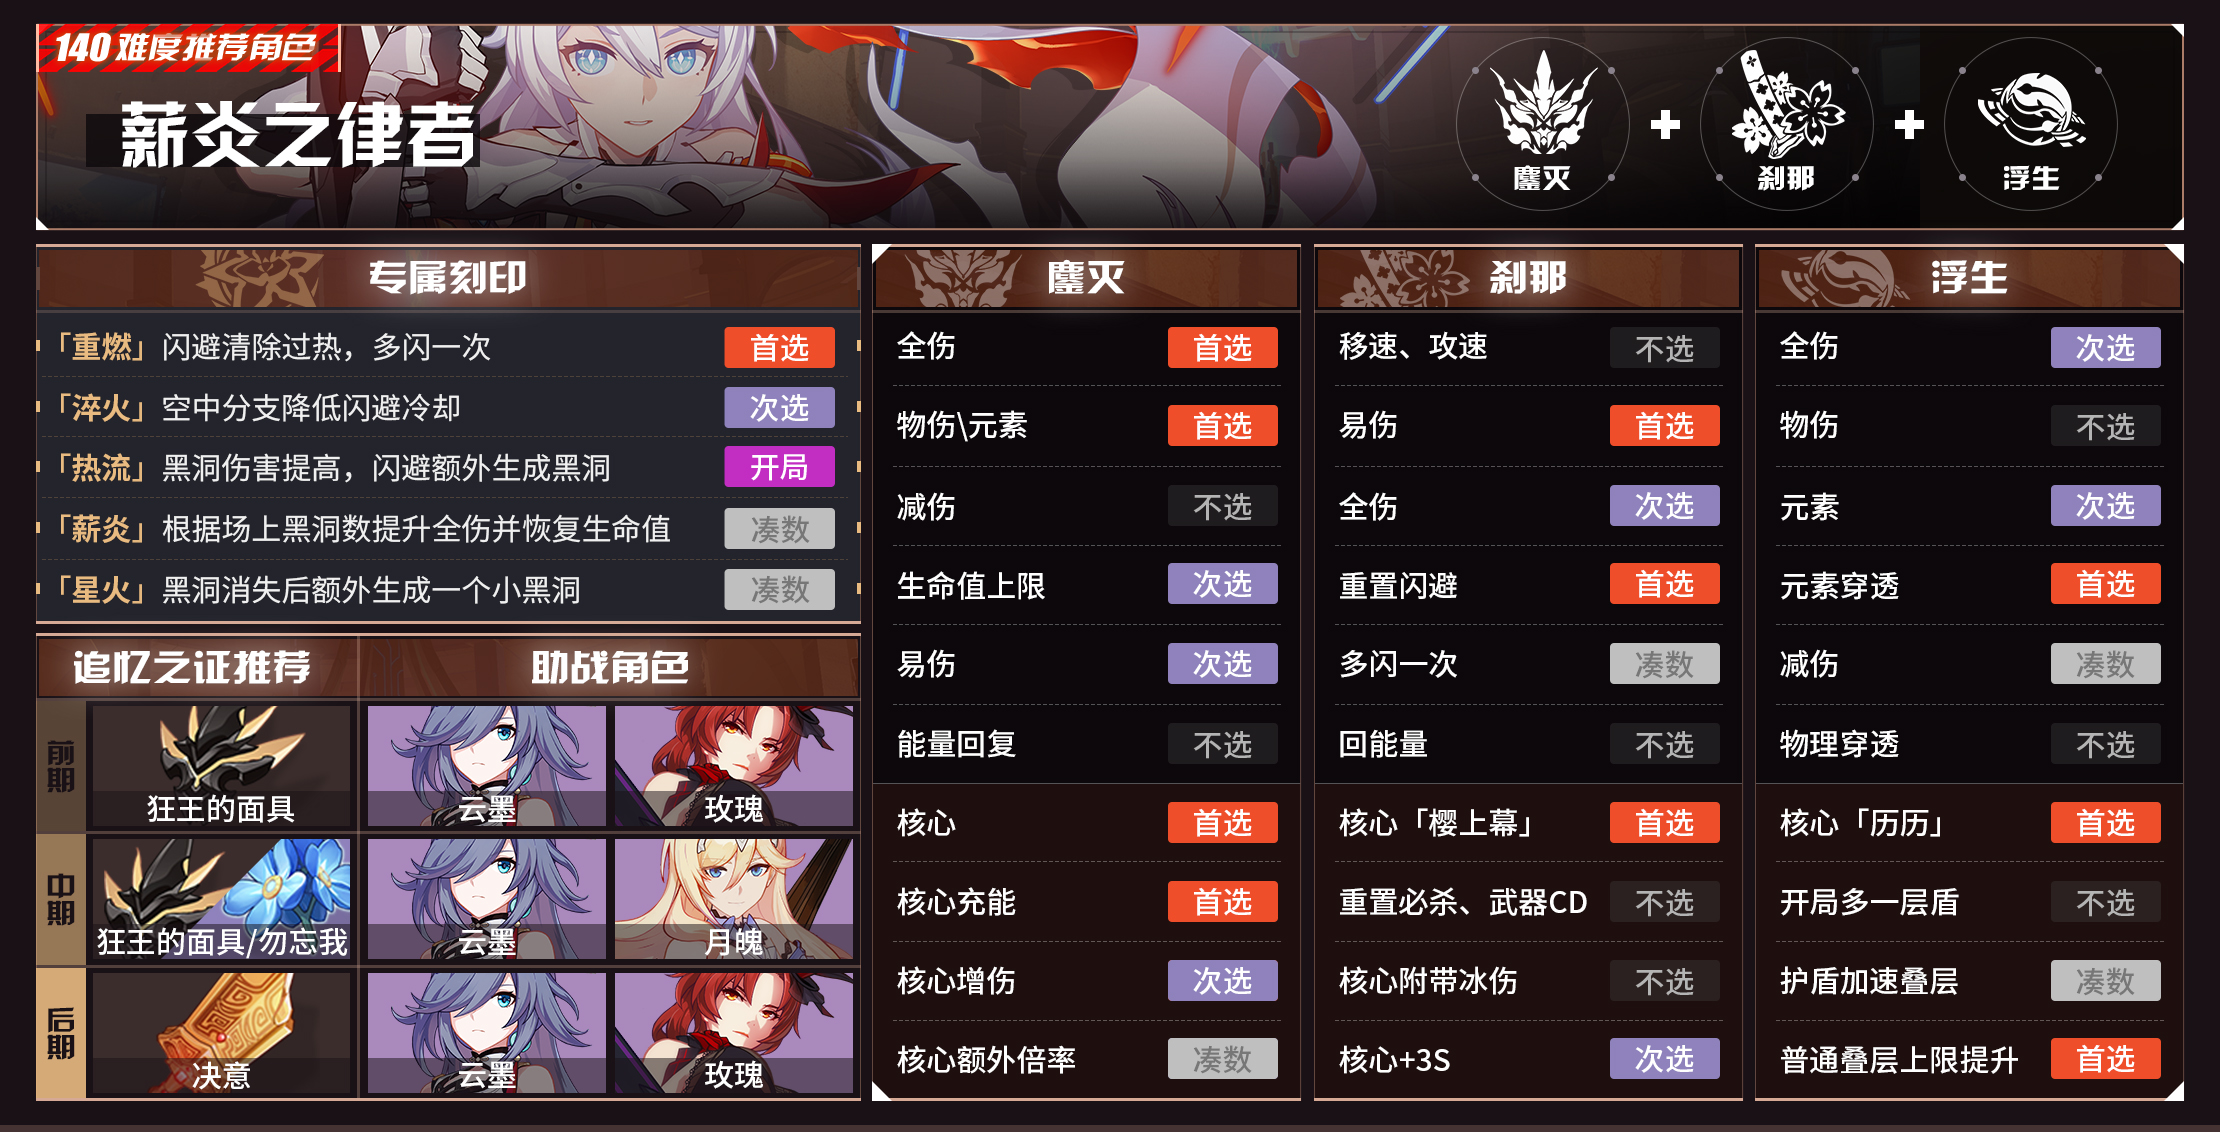 140难度推荐角色
薪炎之律者
鏖灭
刹那
浮生
专属刻印
「重燃」闪避清除过热，多闪一次 首选
「淬火」空中分支降低闪避冷却 次选
「热流」黑洞伤害提高，闪避额外生成黑洞 开局
「薪炎」根据场上黑洞数提升全伤并恢复生命值 凑数
「星火」黑洞消失后额外生成一个小黑洞 凑数
追忆之证推荐 助战角色
前期
狂王的面具 云墨 玫瑰
中期
狂王的面具/勿忘我 云墨 月魄
后期
决意 云墨 玫瑰
鏖灭
全伤 首选
物伤\元素 首选
减伤 不选
生命值上限 次选
易伤 次选
能量回复 不选
核心 首选
核心充能 首选
核心增伤 次选
核心额外倍率 凑数
刹那
移速、攻速 不选
易伤 首选
全伤 次选
重置闪避 首选
多闪一次 凑数
回能量 不选
核心「樱上幕」 首选
重置必杀、武器CD 不选
核心附带冰伤 不选
核心+3S 次选
浮生
全伤 次选
物伤 不选
元素 次选
元素穿透 首选
减伤 凑数
物理穿透 不选
核心「历历」 首选
开局多一层盾 不选
护盾加速叠层 凑数
普通叠层上限提升 首选